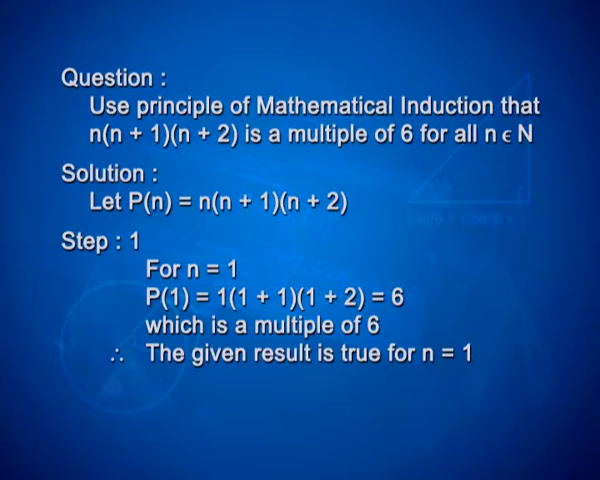 Question :
Use principle of Mathematical Induction that
n(n + 1)(n + 2) is a multiple of 6 for all n ϵ N
Solution :
Let P(n) = n(n + 1)(n + 2)
Step : 1
For n = 1
P(1) = 1(1 + 1)(1 + 2) = 6
which is a multiple of 6
∴ The given result is true for n = 1